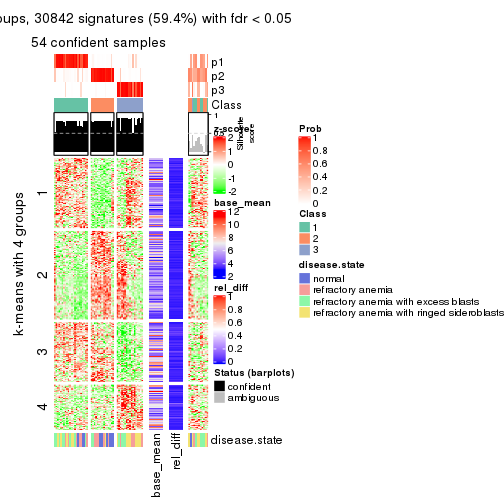 oups, 30842 signatures (59.4%) with fdr < 0.05
54 confident samples
p1
p2
p3
Class
1
0
Silhouette
score
k-means with 4 groups
1
2
3
4
disease.state
base_mean
rel_diff
z-score
2
1
0
-1
-2
base_mean
12
10
8
6
4
2
rel_diff
1
0.8
0.6
0.4
0.2
0
Status (barplots)
confident
ambiguous
Prob
1
0.8
0.6
0.4
0.2
0
Class
1
2
3
disease.state
normal
refractory anemia
refractory anemia with excess blasts
refractory anemia with ringed sideroblasts